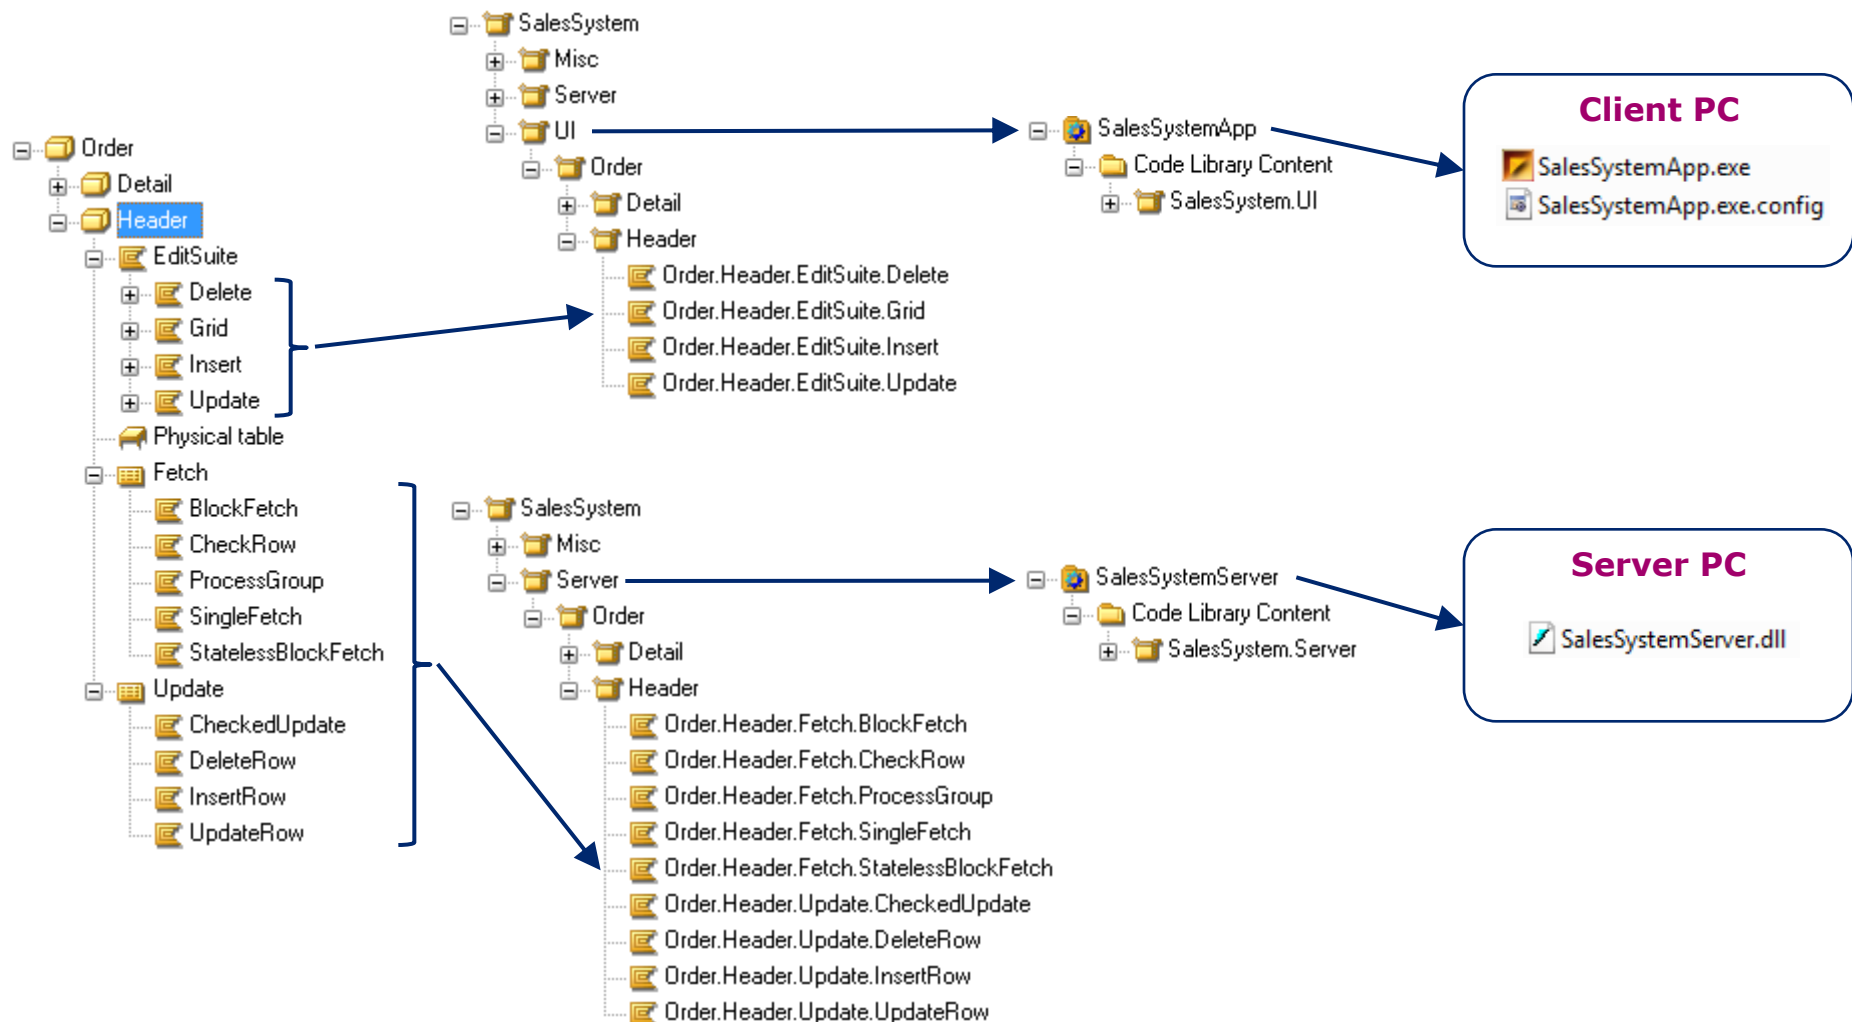 Order
Detail
Header
EditSuite
Delete
Grid
Insert
Update
Physical table
Fetch
BlockFetch
CheckRow
ProcessGroup
SingleFetch
StatelessBlockFetch
Update
CheckedUpdate
DeleteRow
InsertRow
UpdateRow
SalesSystem
Misc
Server
UI
Order
Detail
Header
Order.Header.EditSuite.Delete
Order.Header.EditSuite.Grid
Order.Header.EditSuite.Insert
Order.Header.EditSuite.Update
SalesSystemApp
Code Library Content
SalesSystem.UI
Client PC
SalesSystemApp.exe
SalesSystemApp.exe.config
SalesSystem
Misc
Server
Order
Detail
Header
Order.Header.Fetch.BlockFetch
Order.Header.Fetch.CheckRow
Order.Header.Fetch.ProcessGroup
Order.Header.Fetch.SingleFetch
Order.Header.Fetch.StatelessBlockFetch
Order.Header.Update.CheckedUpdate
Order.Header.Update.DeleteRow
Order.Header.Update.InsertRow
Order.Header.Update.UpdateRow
SalesSystemServer
Code Library Content
SalesSystem.Server
Server PC
SalesSystemServer.dll